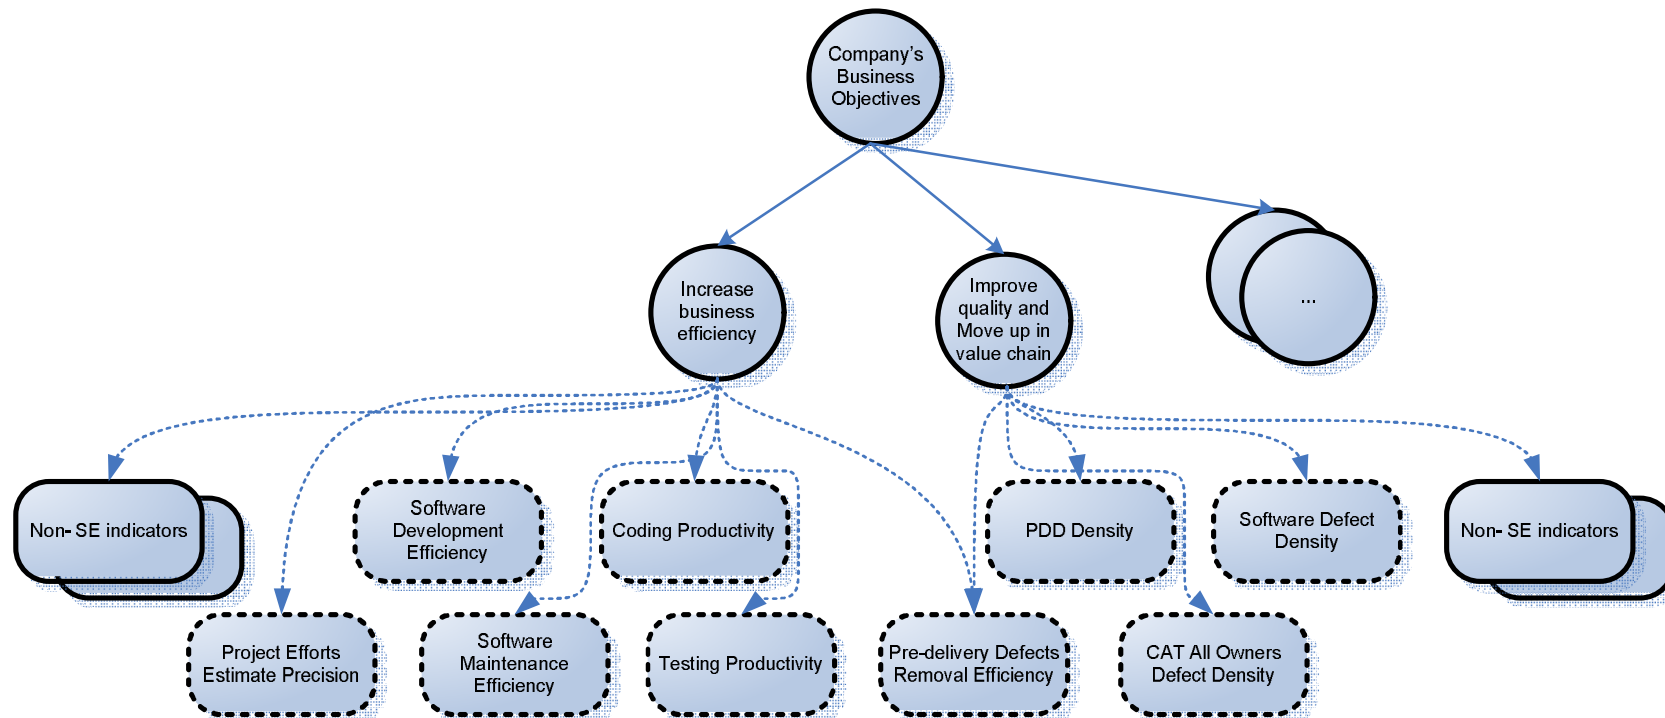 Company's
Business
Objectives
Increase
business
efficiency
Improve
quality and
Move up in
value chain
...
Non- SE indicators
Software
Development
Efficiency
Coding Productivity
PDD Density
Software Defect
Density
Non- SE indicators
Project Efforts
Estimate Precision
Software
Maintenance
Efficiency
Testing Productivity
Pre-delivery Defects
Removal Efficiency
CAT All Owners
Defect Density